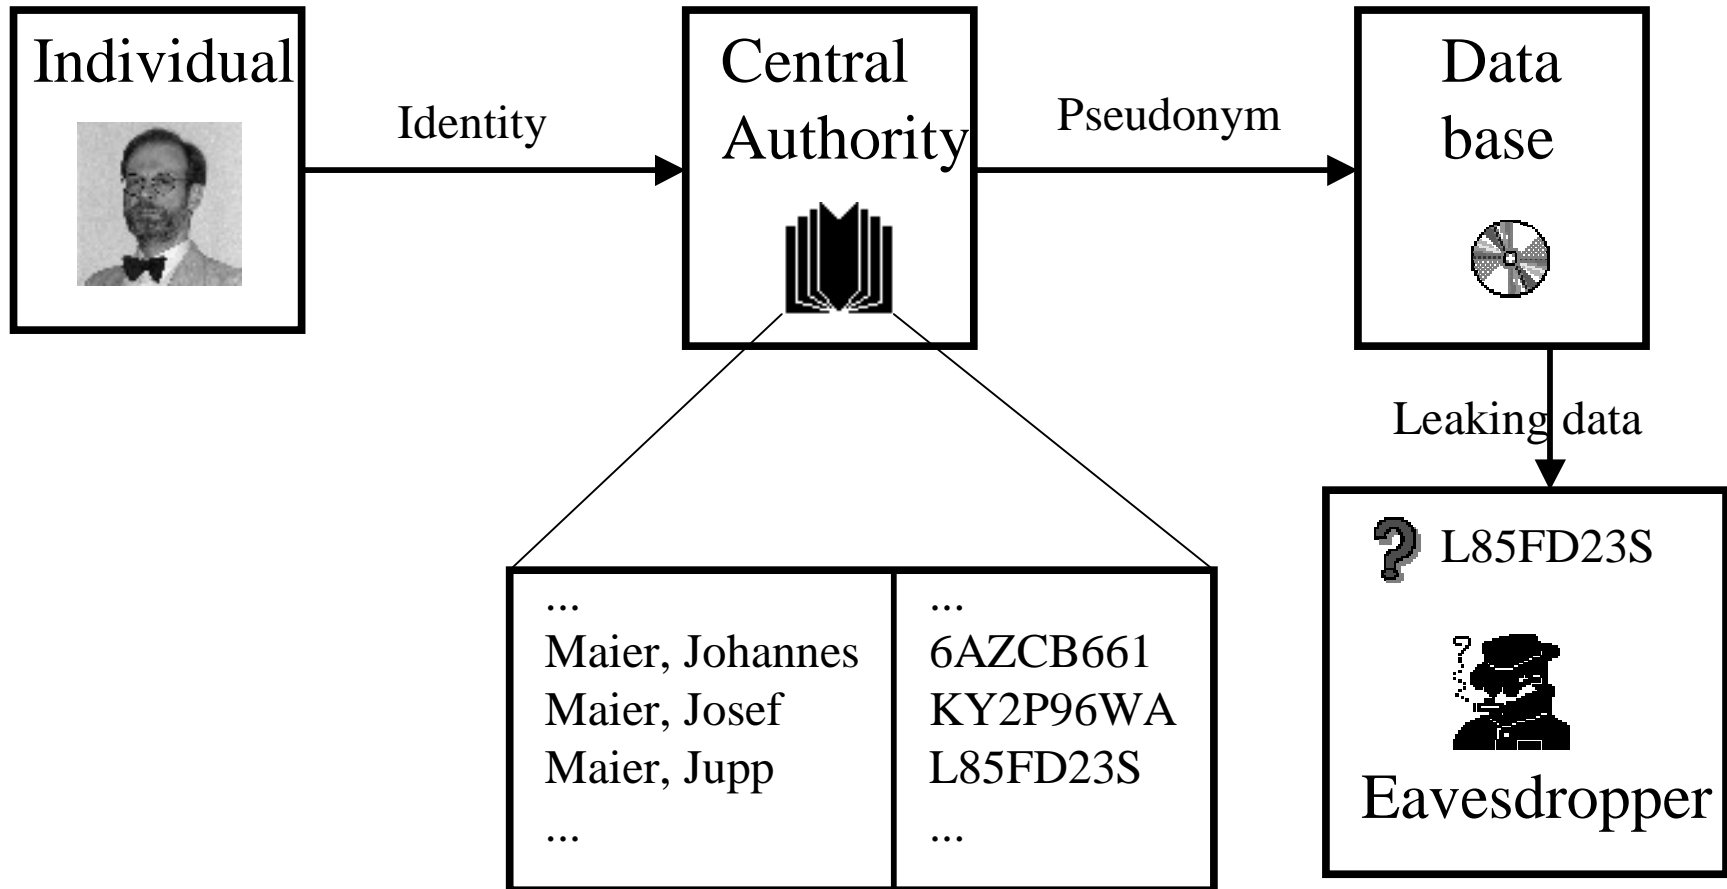 Individual
Identity
Central
Authority
Pseudonym
Data
base
Leaking data
? L85FD23S
Eavesdropper
... ...
Maier, Johannes 6AZCB661
Maier, Josef KY2P96WA
Maier, Jupp L85FD23S
... ...